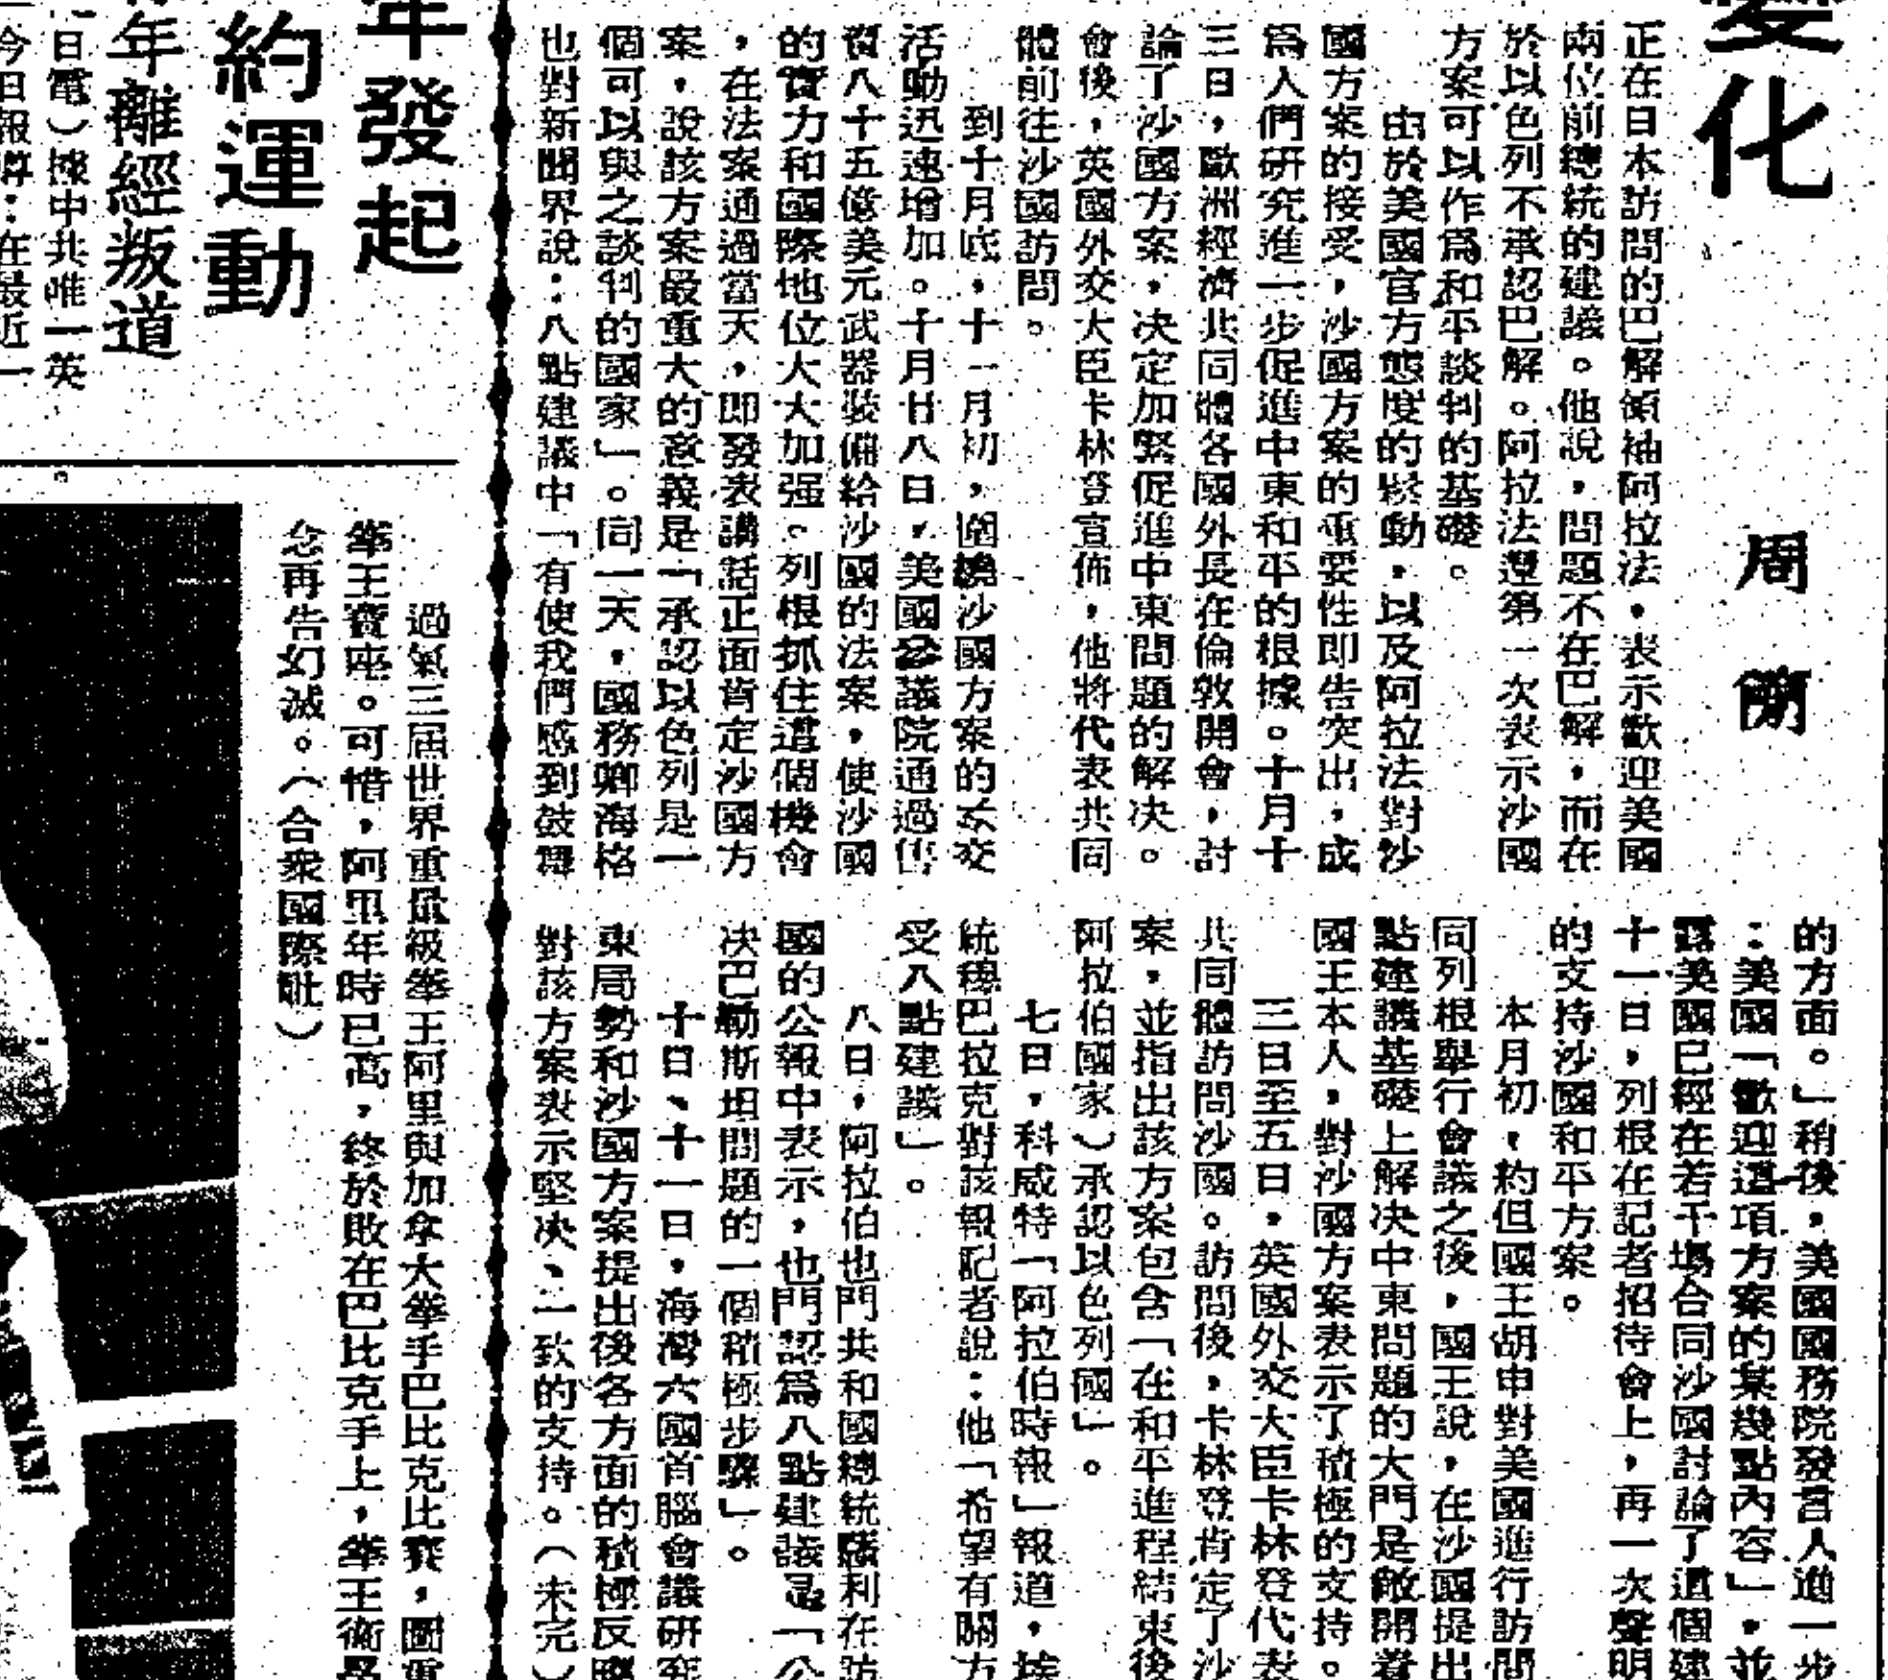 變化
周簡
正在日本訪問的巴解領袖阿拉法，表示歡迎美國
兩位前總統的建議。他說，問題不在巴解，而在
於以色列不承認巴解。阿拉法還第一次表示沙國
方案可以作爲和平談判的基礎。
由於美國官方態度的鬆動，以及阿拉法對沙
國方案的接受，沙國方案的重要性即告突出，成
爲人們研究進一步促進中東和平的根據。十月十
三日，歐洲經濟共同體各國外長在倫敦開會，討
論了沙國方案，決定加緊促進中東問題的解決。
會後，英國外交大臣卡林登宣佈，他將代表共同
體前往沙國訪問。
到十月底，十一月初，圍繞沙國方案的外交
活動迅速增加。十月廿八日，美國參議院通過售
賣八十五億美元武器裝備給沙國的法案，使沙國
的實力和國際地位大大加强。列根抓住這個機會
，在法案通過當天，即發表講話正面肯定沙國方
案，說該方案最重大的意義是「承認以色列是一
個可以與之談判的國家」。同一天，國務卿海格
也對新聞界說：八點建議中「有使我們感到鼓舞
的方面。」稍後，美國國務院發言人進一步
：美國「歡迎這項方案的某幾點內容」，並
露美國已經在若干場合同沙國討論了這個建
十一日，列根在記者招待會上，再一次聲明
的支持沙國和平方案。
本月初，約但國王胡申對美國進行訪問
同列根舉行會議之後，國王說，在沙國提出
點建議基礎上解決中東問題的大門是敞開着
國王本人，對沙國方案表示了積極的支持。
三日至五日，英國外交大臣卡林登代表
共同體訪問沙國。訪問後，卡林登肯定了沙
案，並指出該方案包含「在和平進程結束後
阿拉伯國家）承認以色列國」。
七日，科威特「阿拉伯時報」報道，埃
統穆巴拉克對該報記者說：他「希望有關方
受八點建議」。
八日，阿拉伯也門共和國總統薩利在訪
國的公報中表示，也門認爲八點建議是「公
決巴勒斯坦問題的一個積極步驟」。
十日、十一日，海灣六國首腦會議研究
東局勢和沙國方案提出後各方面的積極反應
對該方案表示堅決、一致的支持。（未完）
年發起
約運動
年離經叛道
日電）據中共唯一英
今日報導：在最近一
過氣三屆世界重量級拳王阿里與加拿大拳手巴比克比賽，圖重
拳王寶座。可惜，阿里年時已高，終於敗在巴比克手上，拳王銜
念再告幻滅。（合衆國際社）